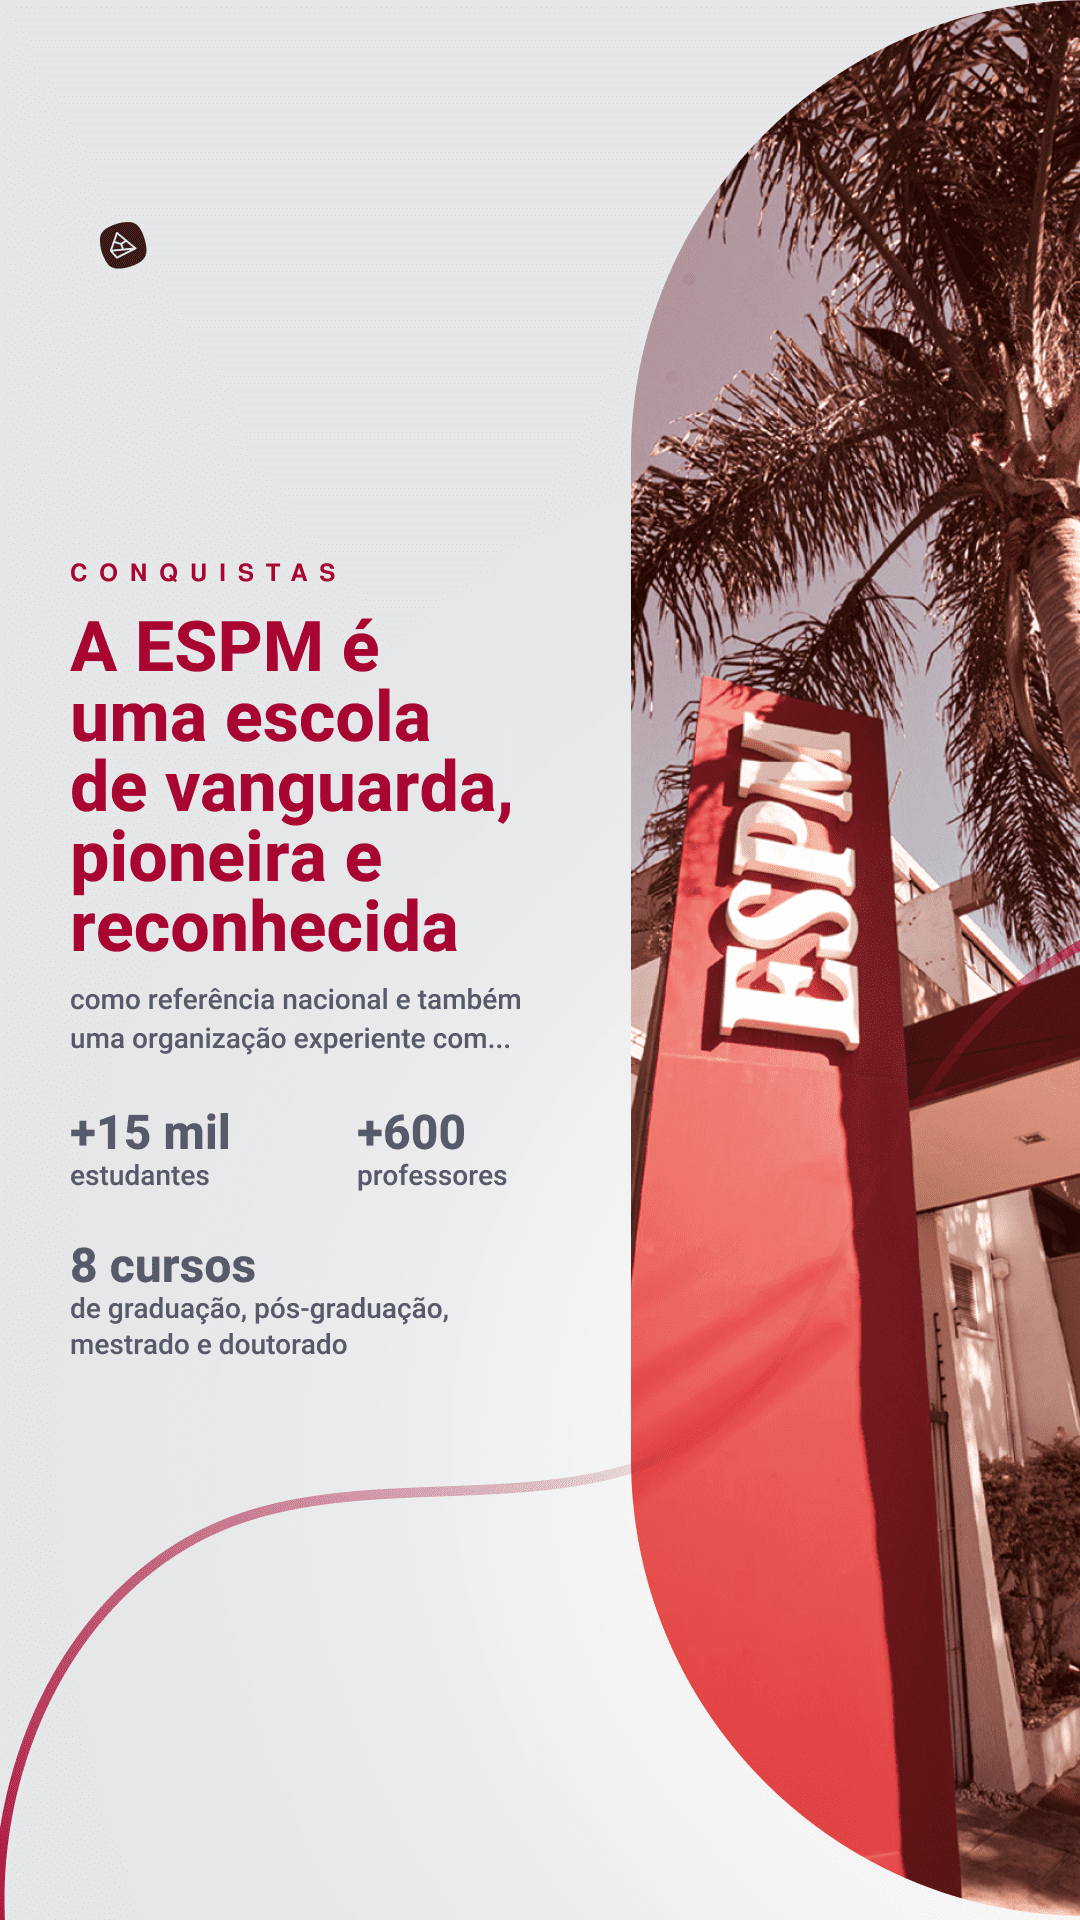 CONQUISTAS
A ESPM é
uma escola
de vanguarda,
pioneira e
reconhecida
como referência nacional e também
uma organização experiente com...
+15 mil
estudantes
+600
professores
8 cursos
de graduação, pós-graduação,
mestrado e doutorado
ESPM